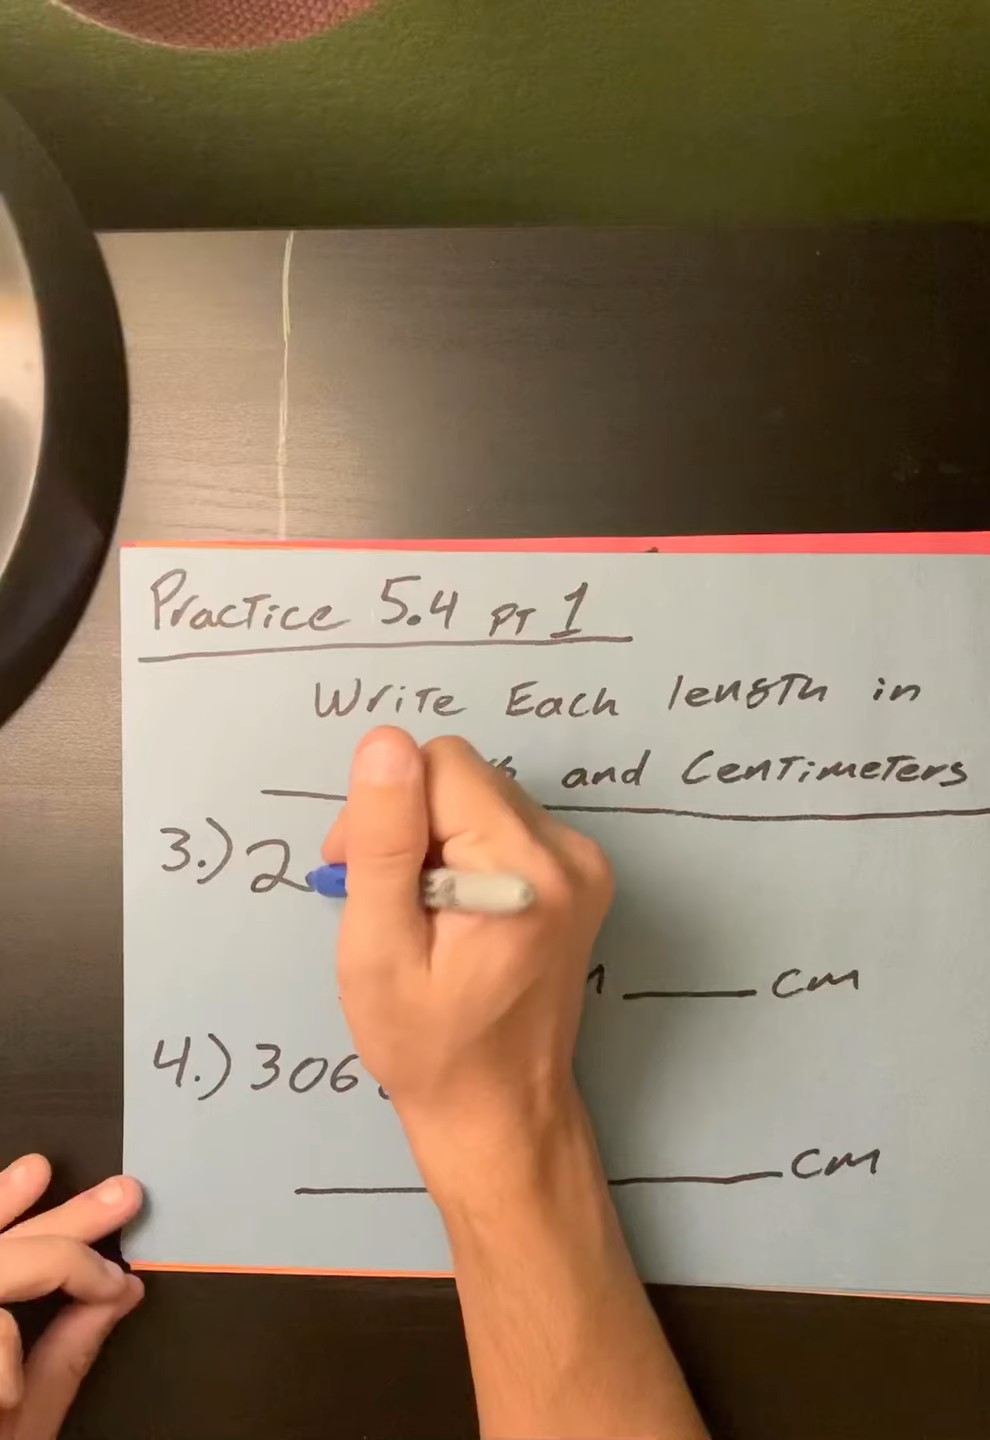 Practice 5.4 PT 1
Write Each length in
and Centimeters
3.) 2
cm
4.) 306
cm